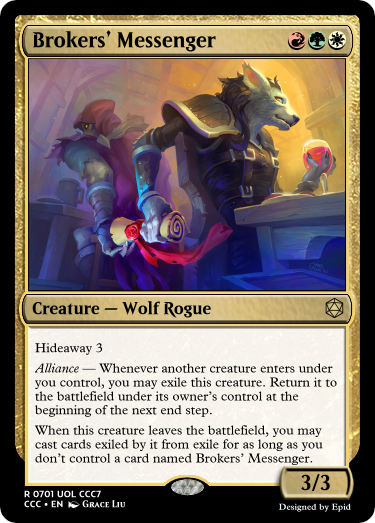 Brokers’ Messenger
Creature — Wolf Rogue
Hideaway 3
Alliance — Whenever another creature enters under
you control, you may exile this creature. Return it to
the battlefield under its owner’s control at the
beginning of the next end step.
When this creature leaves the battlefield, you may
cast cards exiled by it from exile for as long as you
don’t control a card named Brokers’ Messenger.
3/3
R 0701 UOL CCC7
CCC • EN Grace Liu
Designed by Epid